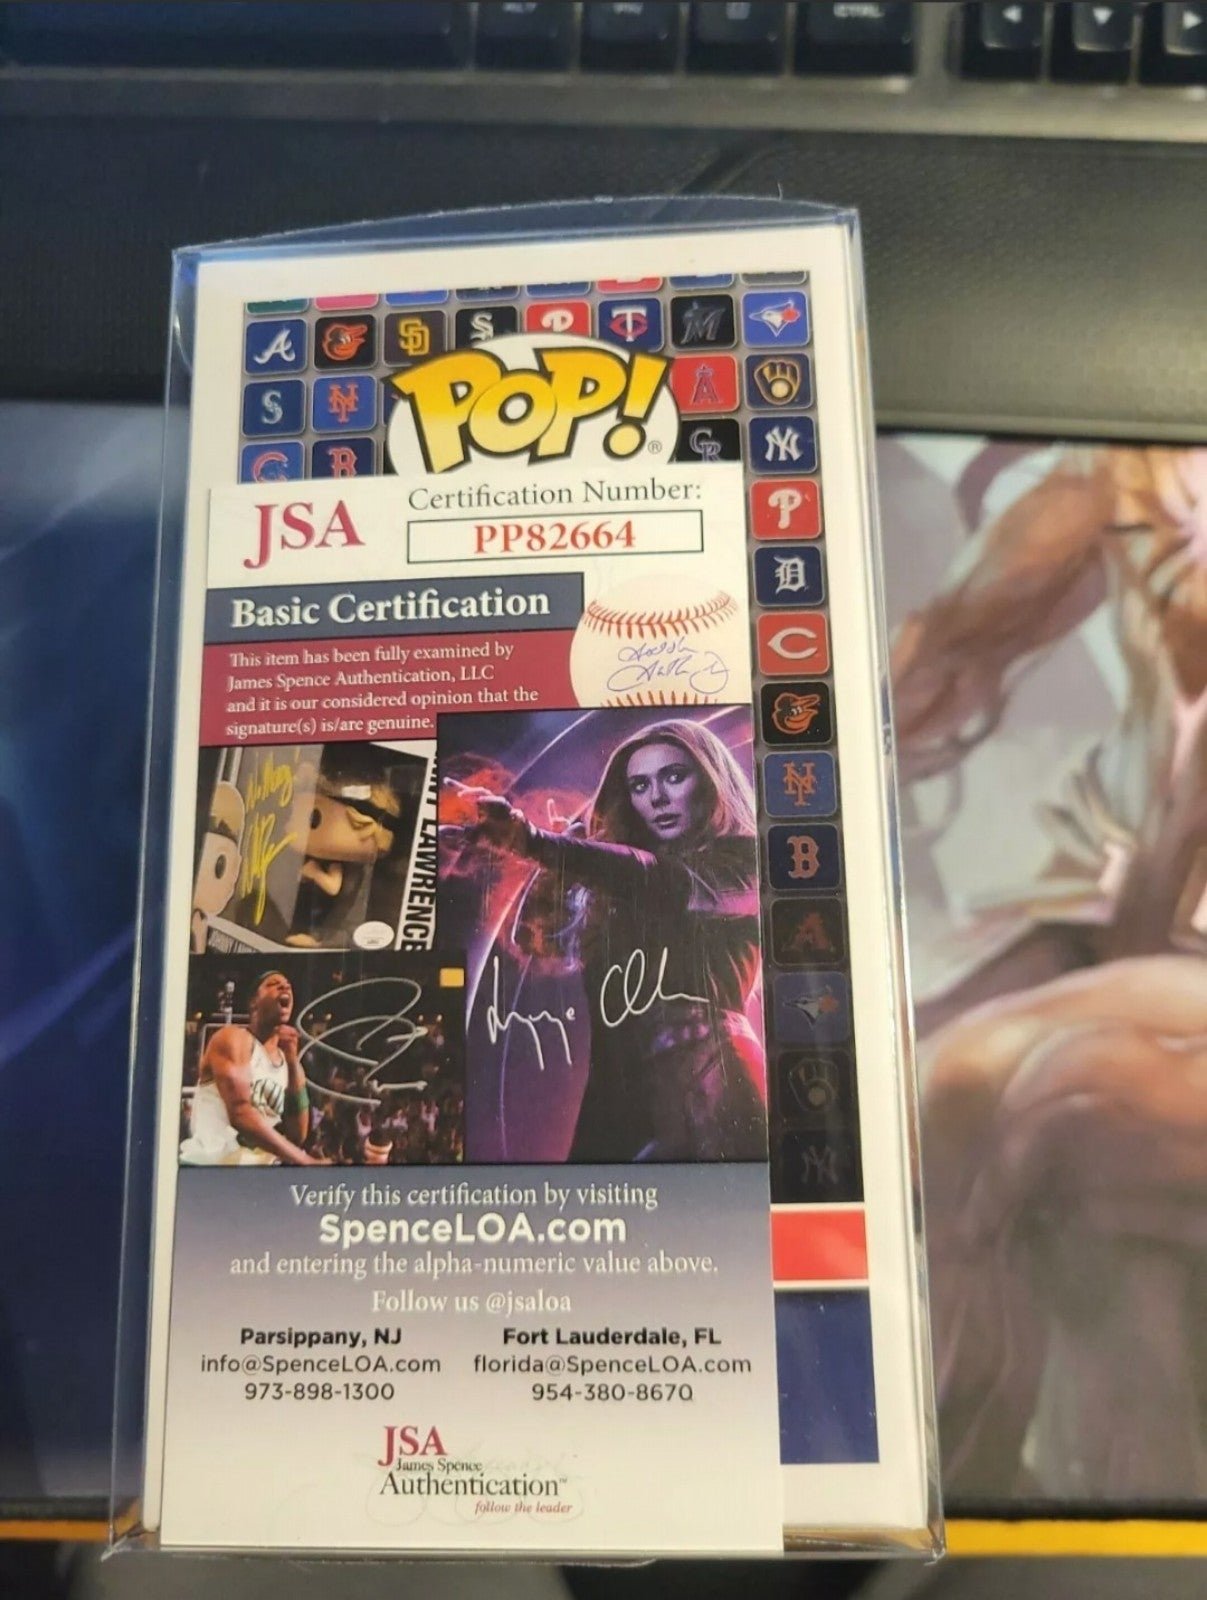 CTRL
POP!
JSA
Certification Number:
PP82664
Basic Certification
This item has been fully examined by
James Spence Authentication, LLC
and it is our considered opinion that the
signature(s) is/are genuine.
LAWRENCE
Verify this certification by visiting
SpenceLOA.com
and entering the alpha-numeric value above.
Follow us @jsaloa
Parsippany, NJ
info@SpenceLOA.com
973-898-1300
Fort Lauderdale, FL
florida@SpenceLOA.com
954-380-8670
JSA
James Spence
Authentication™
follow the leader